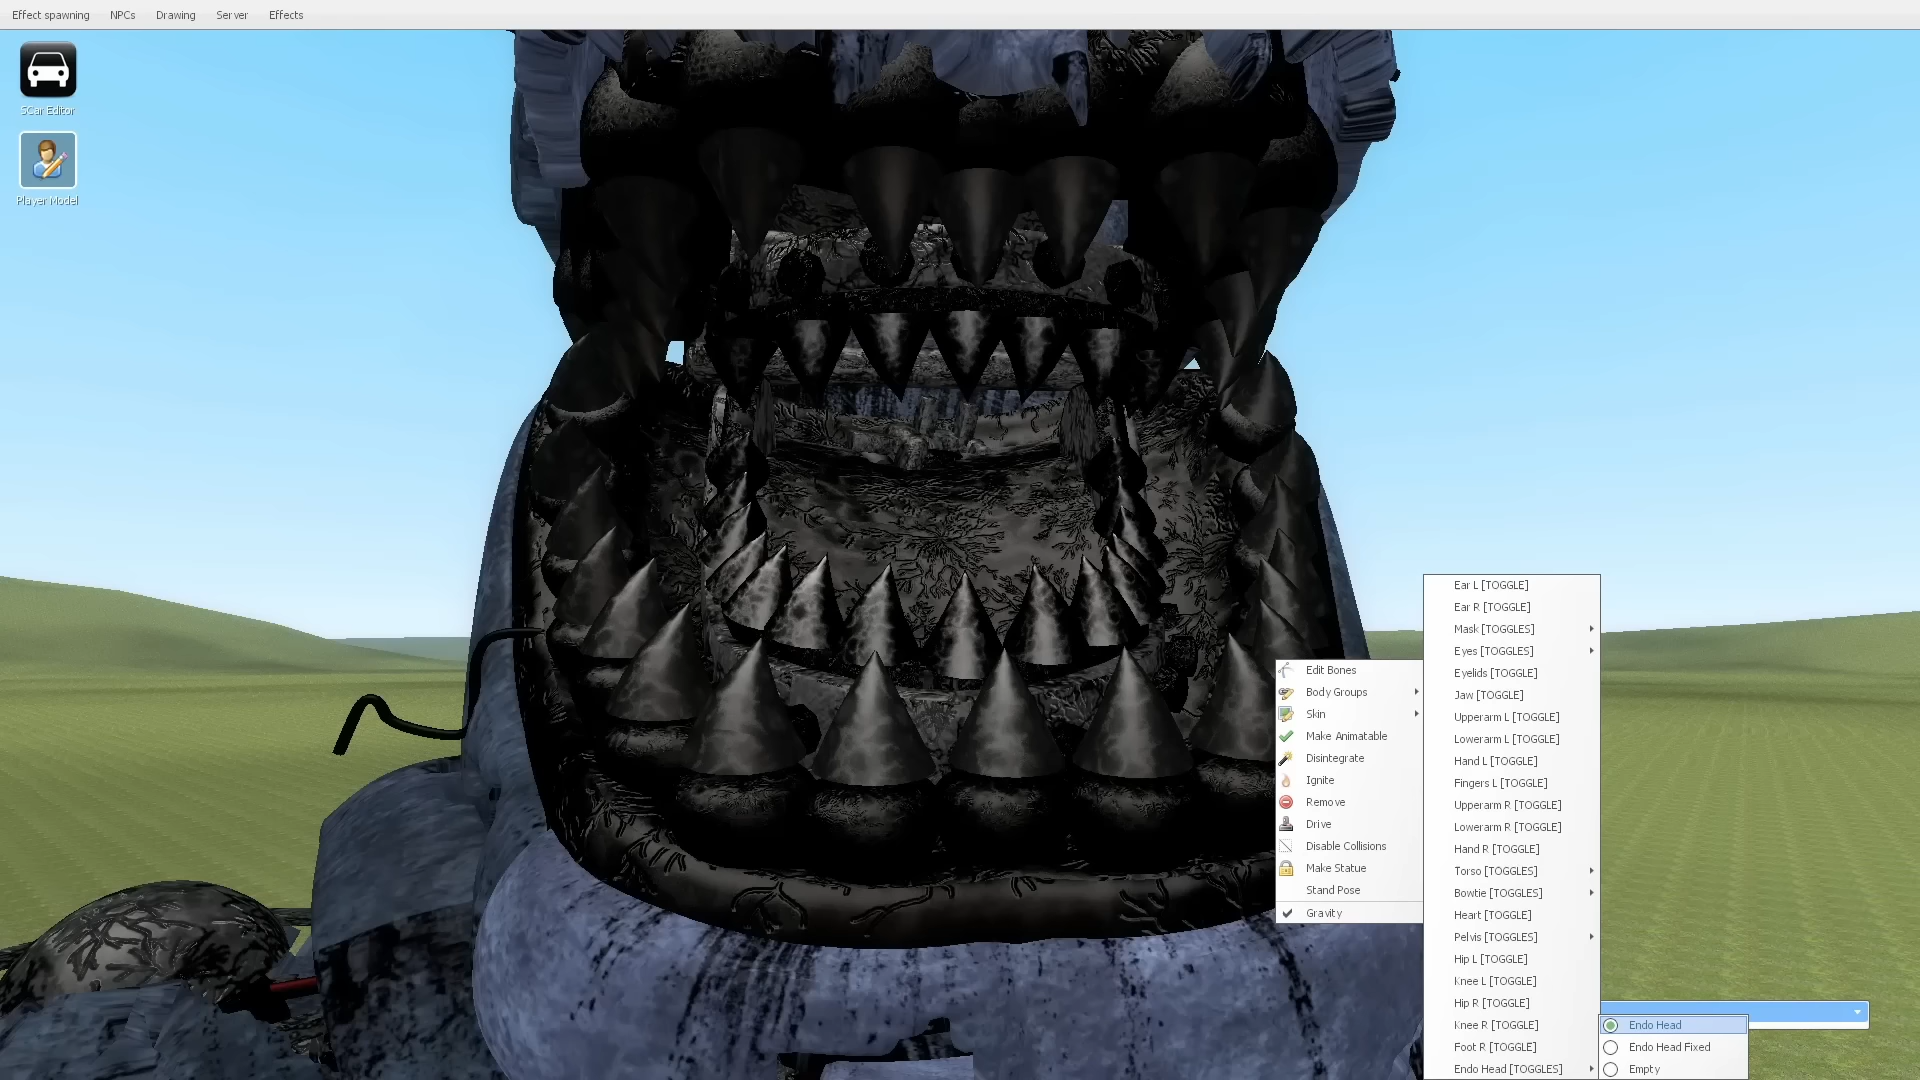 Effect spawning NPCs Drawing Server Effects
SCar Editor
Player Model
Edit Bones
Body Groups
Skin
Make Animatable
Disintegrate
Ignite
Remove
Drive
Disable Collisions
Make Statue
Stand Pose
Gravity
Ear L [TOGGLE]
Ear R [TOGGLE]
Mask [TOGGLES]
Eyes [TOGGLES]
Eyelids [TOGGLE]
Jaw [TOGGLE]
Upperarm L [TOGGLE]
Lowerarm L [TOGGLE]
Hand L [TOGGLE]
Fingers L [TOGGLE]
Upperarm R [TOGGLE]
Lowerarm R [TOGGLE]
Hand R [TOGGLE]
Torso [TOGGLES]
Bowtie [TOGGLES]
Heart [TOGGLE]
Pelvis [TOGGLES]
Hip L [TOGGLE]
Knee L [TOGGLE]
Hip R [TOGGLE]
Knee R [TOGGLE]
Foot R [TOGGLE]
Endo Head [TOGGLES]
Endo Head
Endo Head Fixed
Empty